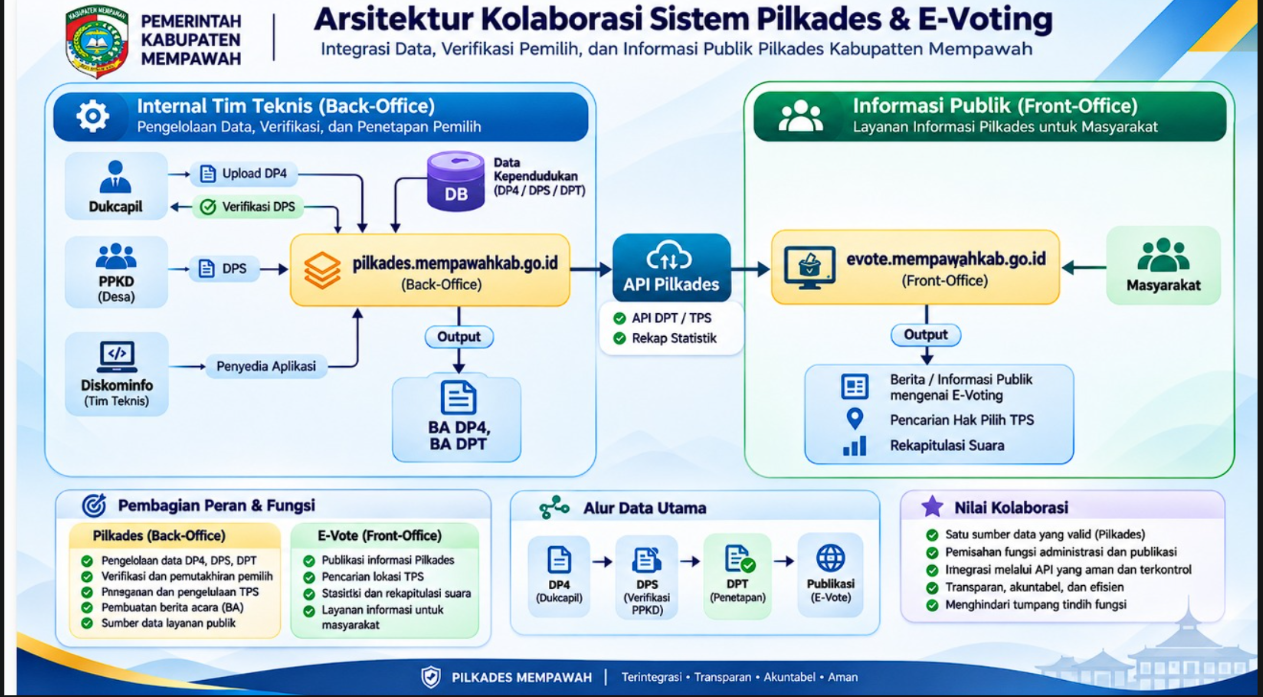 PEMERINTAH
KABUPATEN
MEMPAWAH
Arsitektur Kolaborasi Sistem Pilkades & E-Voting
Integrasi Data, Verifikasi Pemilih, dan Informasi Publik Pilkades Kabupatten Mempawah
Internal Tim Teknis (Back-Office)
Pengelolaan Data, Verifikasi, dan Penetapan Pemilih
Dukcapil
Upload DP4
Verifikasi DPS
DB
Data
Kependudukan
(DP4 / DPS / DPT)
PPKD
(Desa)
DPS
pilkades.mempawahkab.go.id
(Back-Office)
Diskominfo
(Tim Teknis)
Penyedia Aplikasi
Output
BA DP4,
BA DPT
API Pilkades
API DPT / TPS
Rekap Statistik
Informasi Publik (Front-Office)
Layanan Informasi Pilkades untuk Masyarakat
evote.mempawahkab.go.id
(Front-Office)
Masyarakat
Output
Berita / Informasi Publik
mengenai E-Voting
Pencarian Hak Pilih TPS
Rekapitulasi Suara
Pembagian Peran & Fungsi
Pilkades (Back-Office)
Pengelolaan data DP4, DPS, DPT
Verifikasi dan pemutakhiran pemilih
Pnneganan dan pengelulaan TPS
Pembuatan berita acara (BA)
Sumber data layanan publik
E-Vote (Front-Office)
Publikasi informasi Pilkades
Pencarian lokasi TPS
Stasistki dan rekapitulasi suara
Layanan informasi untuk
masyarakat
Alur Data Utama
DP4
(Dukcapil)
DPS
(Verifikasi
PPKD)
DPT
(Penetapan)
Publikasi
(E-Vote)
Nilai Kolaborasi
Satu sumber data yang valid (Pilkades)
Pemisahan fungsi administrasi dan publikasi
Integrasi melalui API yang aman dan terkontrol
Transparan, akuntabel, dan efisien
Menghindari tumpang tindih fungsi
PILKADES MEMPAWAH
Terintegrasi • Transparan • Akuntabel • Aman